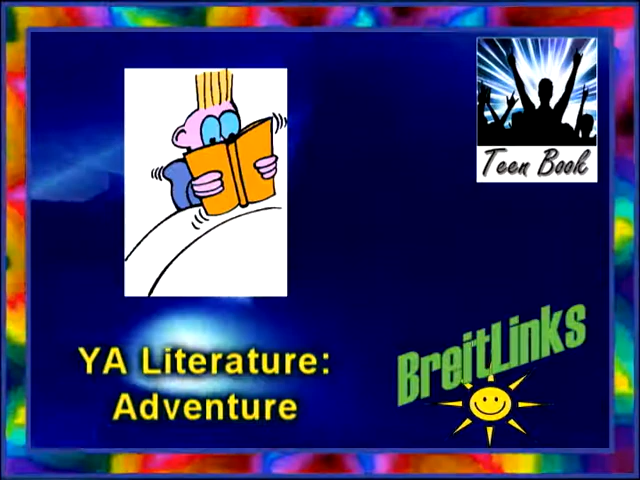 Teen Book
YA Literature:
Adventure
BreitLinks